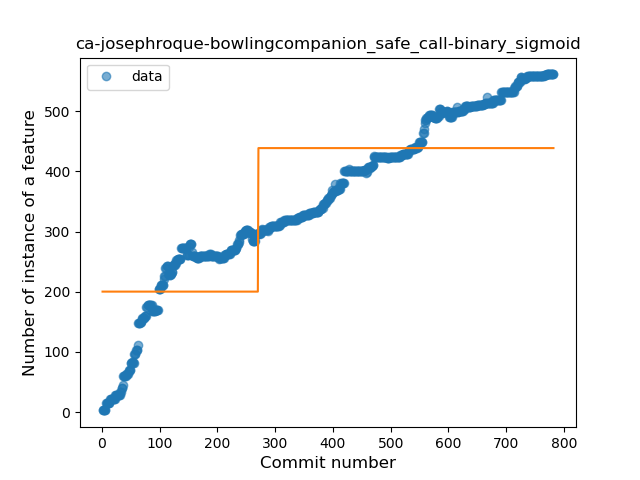 ca-josephroque-bowlingcompanion_safe_call-binary_sigmoid
data
Number of instance of a feature
500
400
300
200
100
0
0 100 200 300 400 500 600 700 800
Commit number